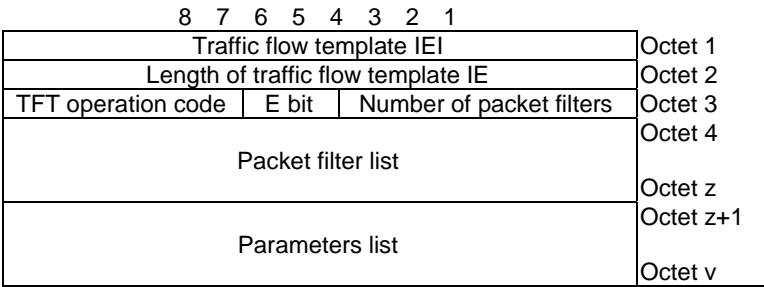 8 7 6 5 4 3 2 1
Traffic flow template IEI Octet 1
Length of traffic flow template IE Octet 2
TFT operation code E bit Number of packet filters Octet 3
Octet 4
Packet filter list
Octet z
Octet z+1
Parameters list
Octet v